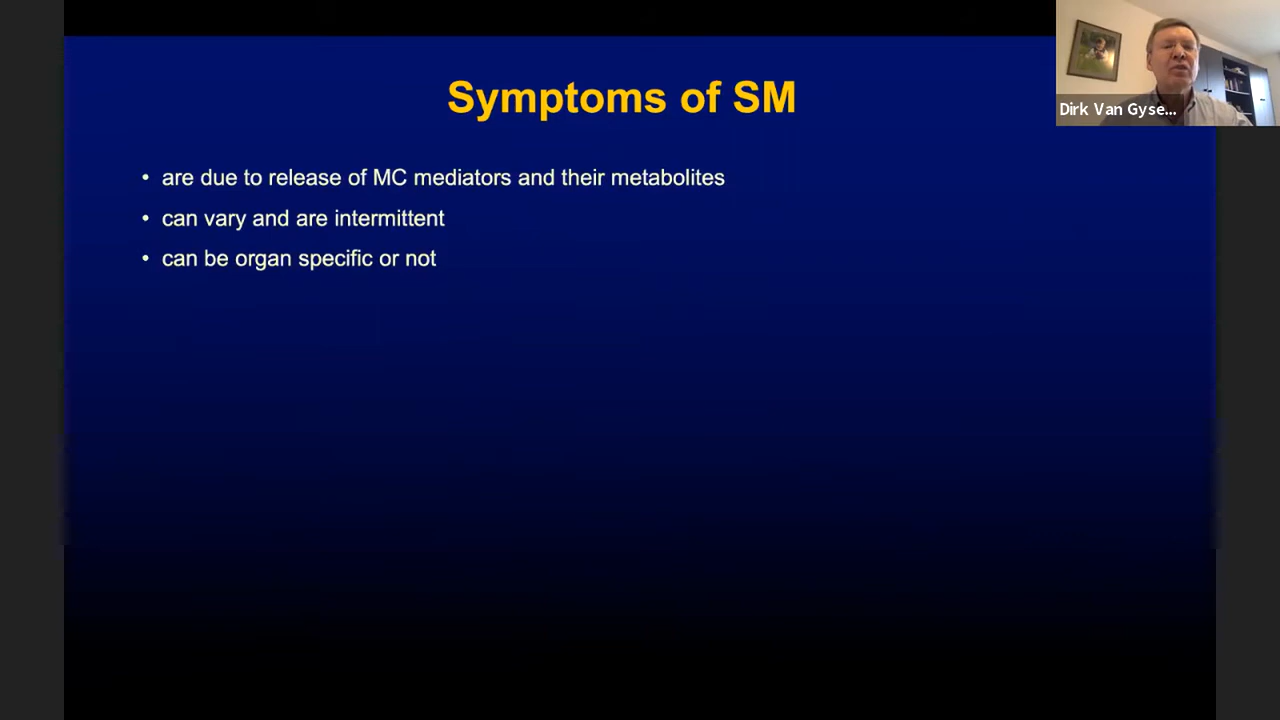 Symptoms of SM
• are due to release of MC mediators and their metabolites
• can vary and are intermittent
• can be organ specific or not
Dirk Van Gyse...